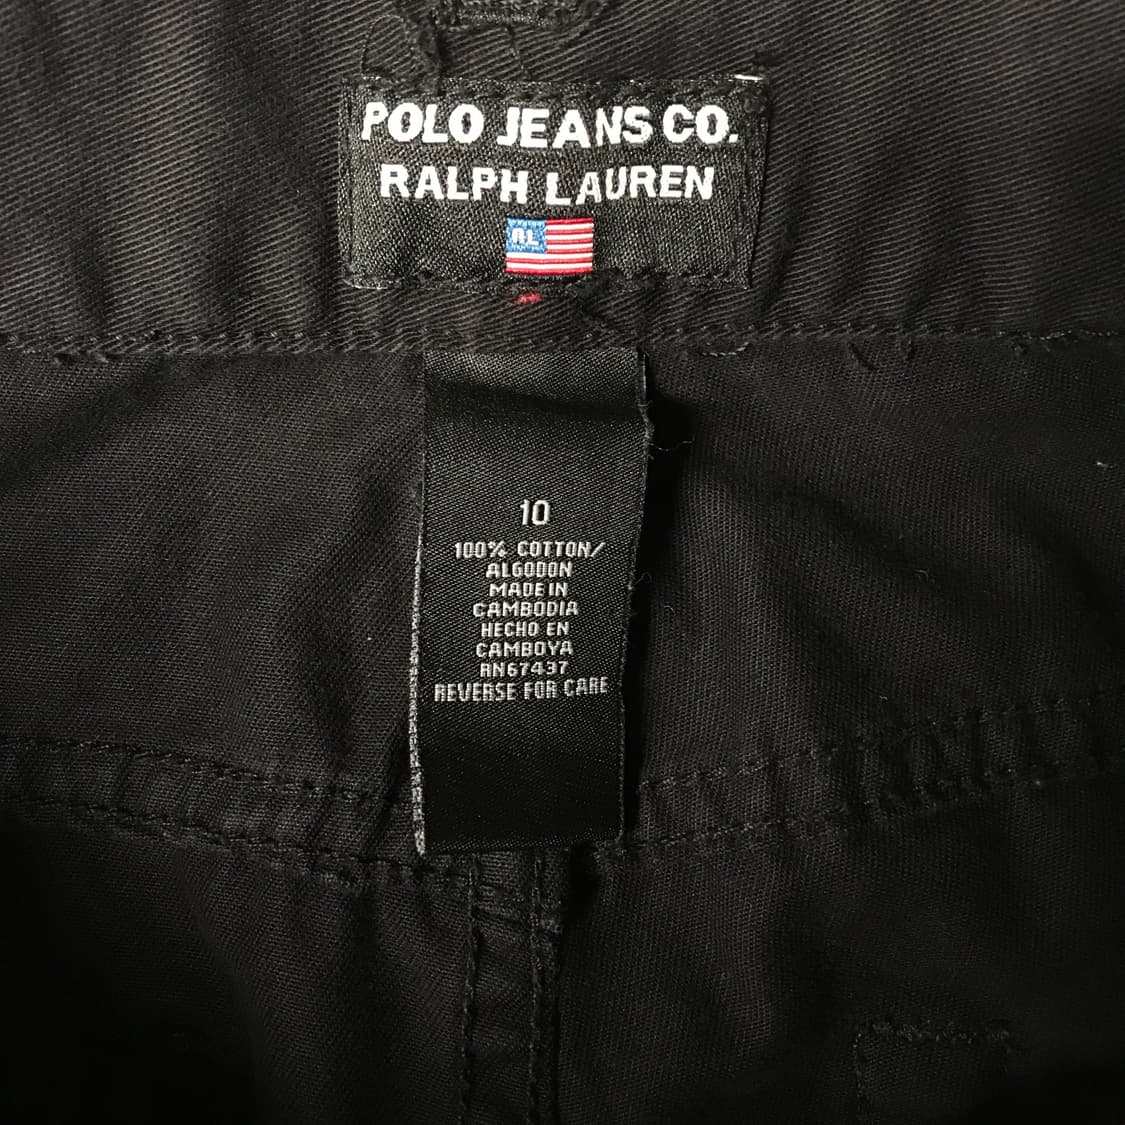 POLO JEANS CO.
RALPH LAUREN
RL
10
100% COTTON/
ALGODON
MADE IN
CAMBODIA
HECHO EN
CAMBOYA
RN67437
REVERSE FOR CARE